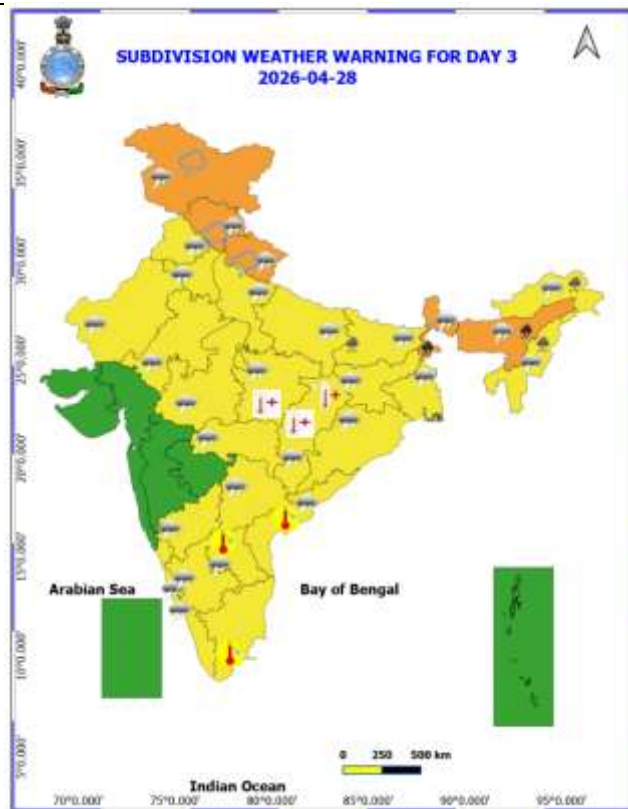 SUBDIVISION WEATHER WARNING FOR DAY 3
2026-04-28
40°0.000'
35°0.000'
30°0.000'
25°0.000'
20°0.000'
15°0.000'
10°0.000'
5°0.000'
Arabian Sea
Bay of Bengal
0 250 500 km
Indian Ocean
70°0.000' 75°0.000' 80°0.000' 85°0.000' 90°0.000' 95°0.000'